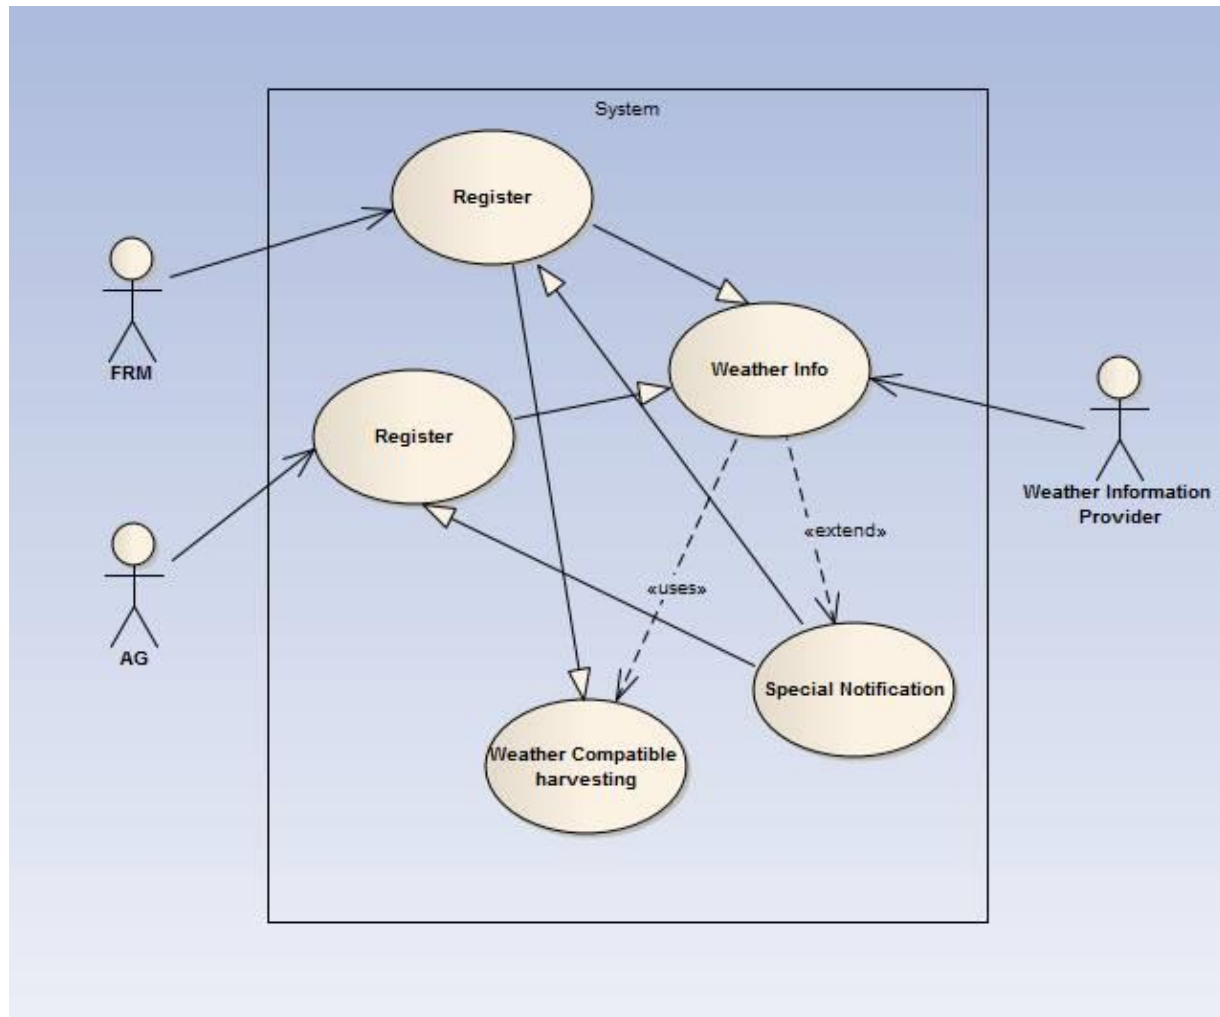 System
Register
FRM
Weather Info
Register
Weather Information
Provider
«extend»
«uses»
AG
Special Notification
Weather Compatible
harvesting